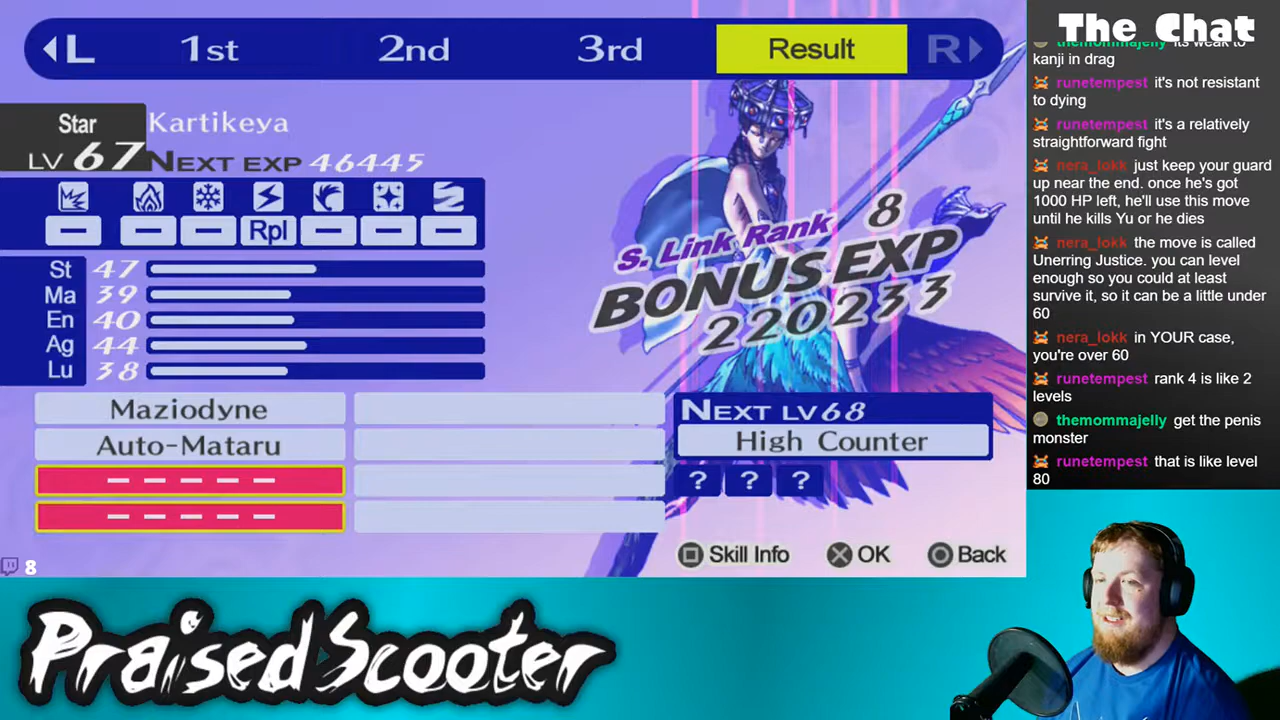 L 1st 2nd 3rd Result R
Star Kartikeya
LV 67 NEXT EXP 46445
- - - Rpl - - -
St 47
Ma 39
En 40
Ag 44
Lu 38
S. Link Rank 8
BONUS EXP
220233
Maziodyne
Auto-Mataru
- - - - -
- - - - -
NEXT LV 68
High Counter
? ? ?
Skill Info OK Back
8
PraisedScooter
The Chat
themommajelly its weak to
kanji in drag
runetempest it's not resistant
to dying
runetempest it's a relatively
straightforward fight
nera_lokk just keep your guard
up near the end. once he's got
1000 HP left, he'll use this move
until he kills Yu or he dies
nera_lokk the move is called
Unerring Justice. you can level
enough so you could at least
survive it, so it can be a little under
60
nera_lokk in YOUR case,
you're over 60
runetempest rank 4 is like 2
levels
themommajelly get the penis
monster
runetempest that is like level
80